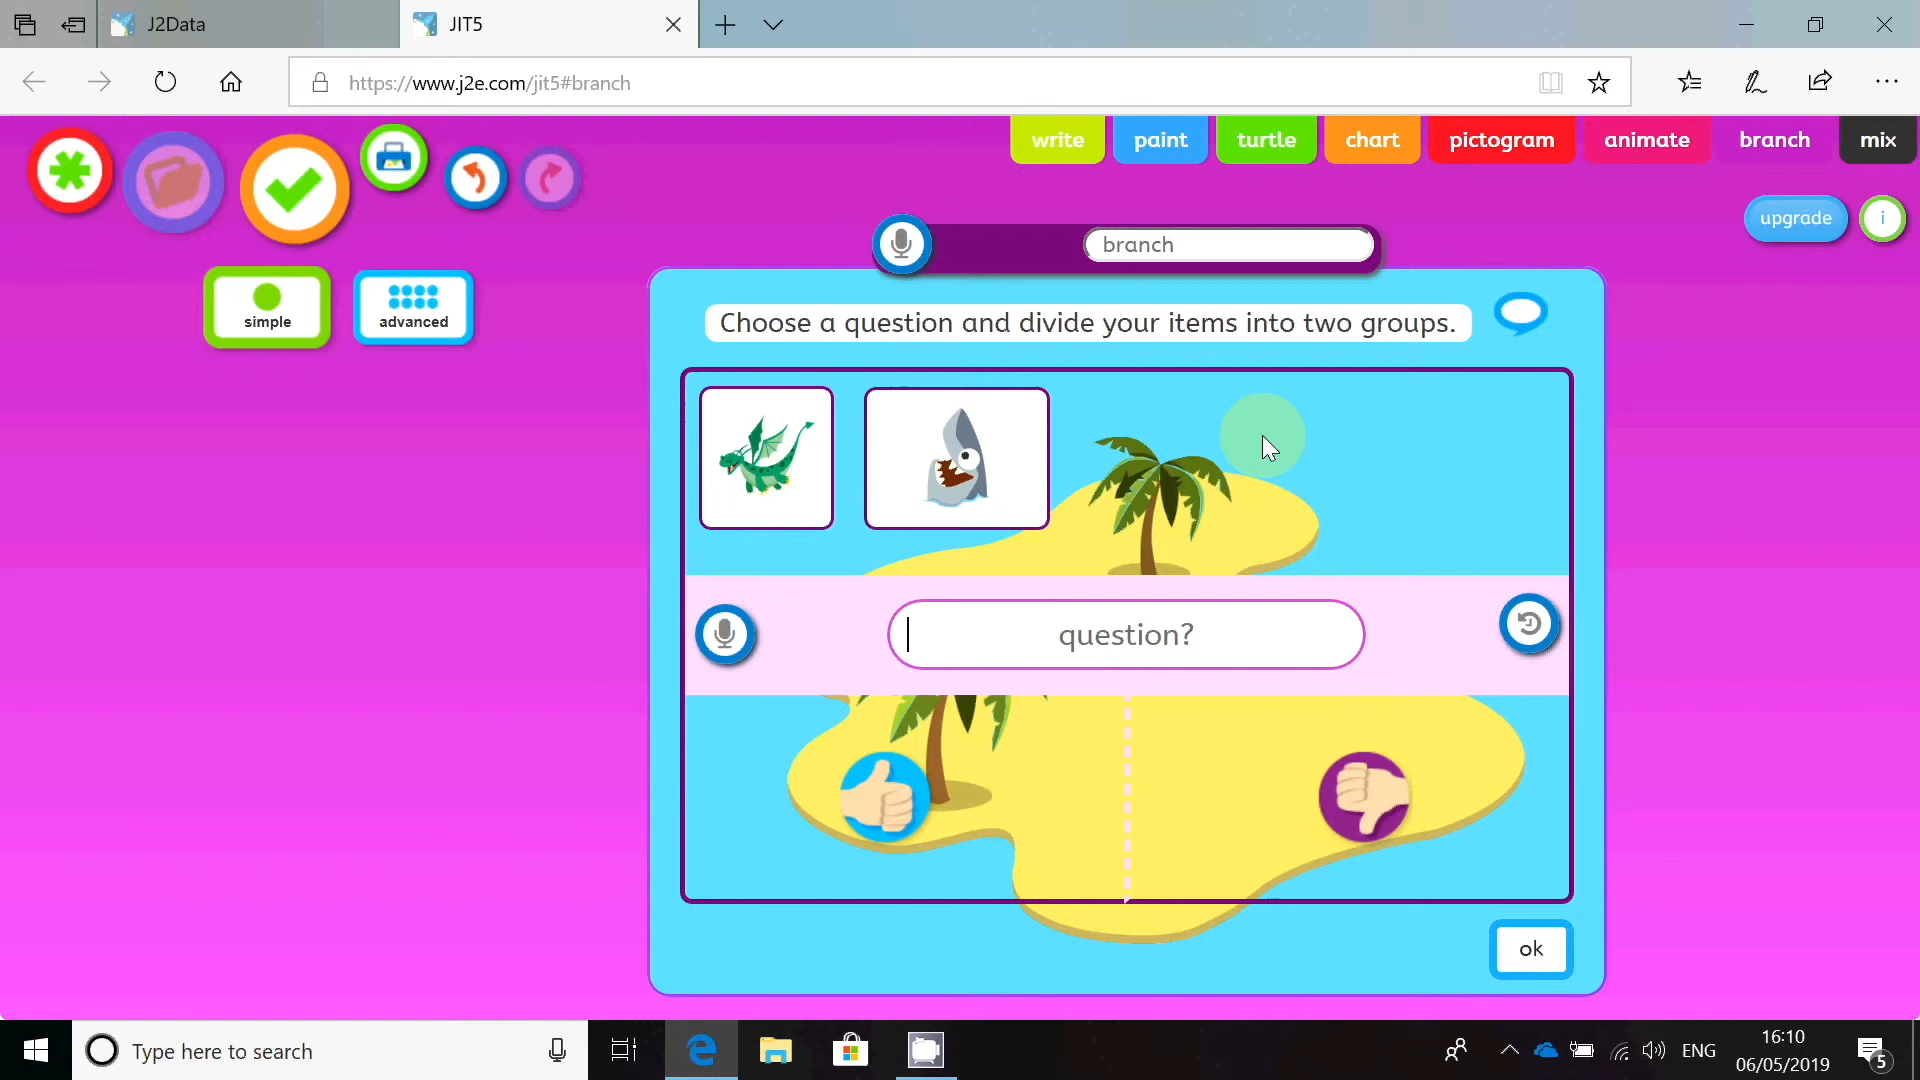 J2Data
JIT5
https://www.j2e.com/jit5#branch
write
paint
turtle
chart
pictogram
animate
branch
mix
upgrade
i
branch
simple
advanced
Choose a question and divide your items into two groups.
question?
ok
Type here to search
ENG
16:10
06/05/2019
5